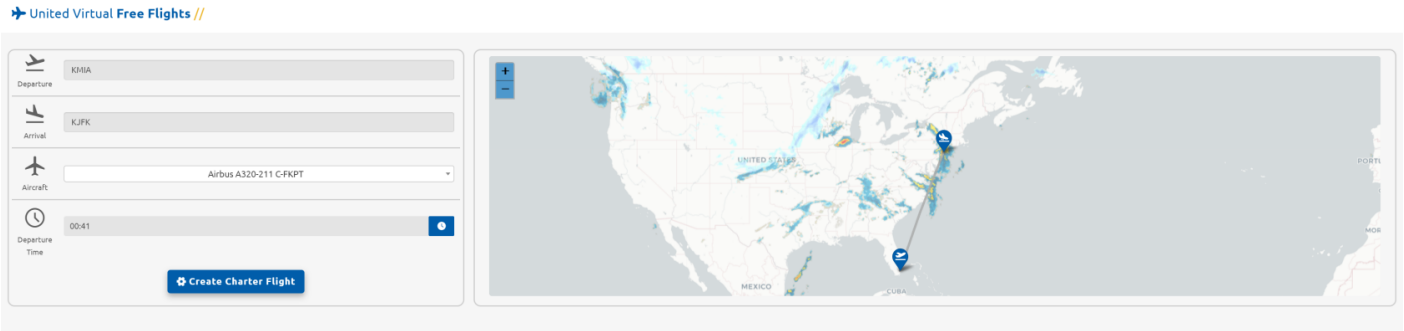 United Virtual Free Flights //
Departure
KMIA
Arrival
KJFK
Aircraft
Airbus A320-211 C-FKPT
Departure
Time
00:41
Create Charter Flight
+
−
UNITED STATES
MEXICO
CUBA
PORTU
MOR